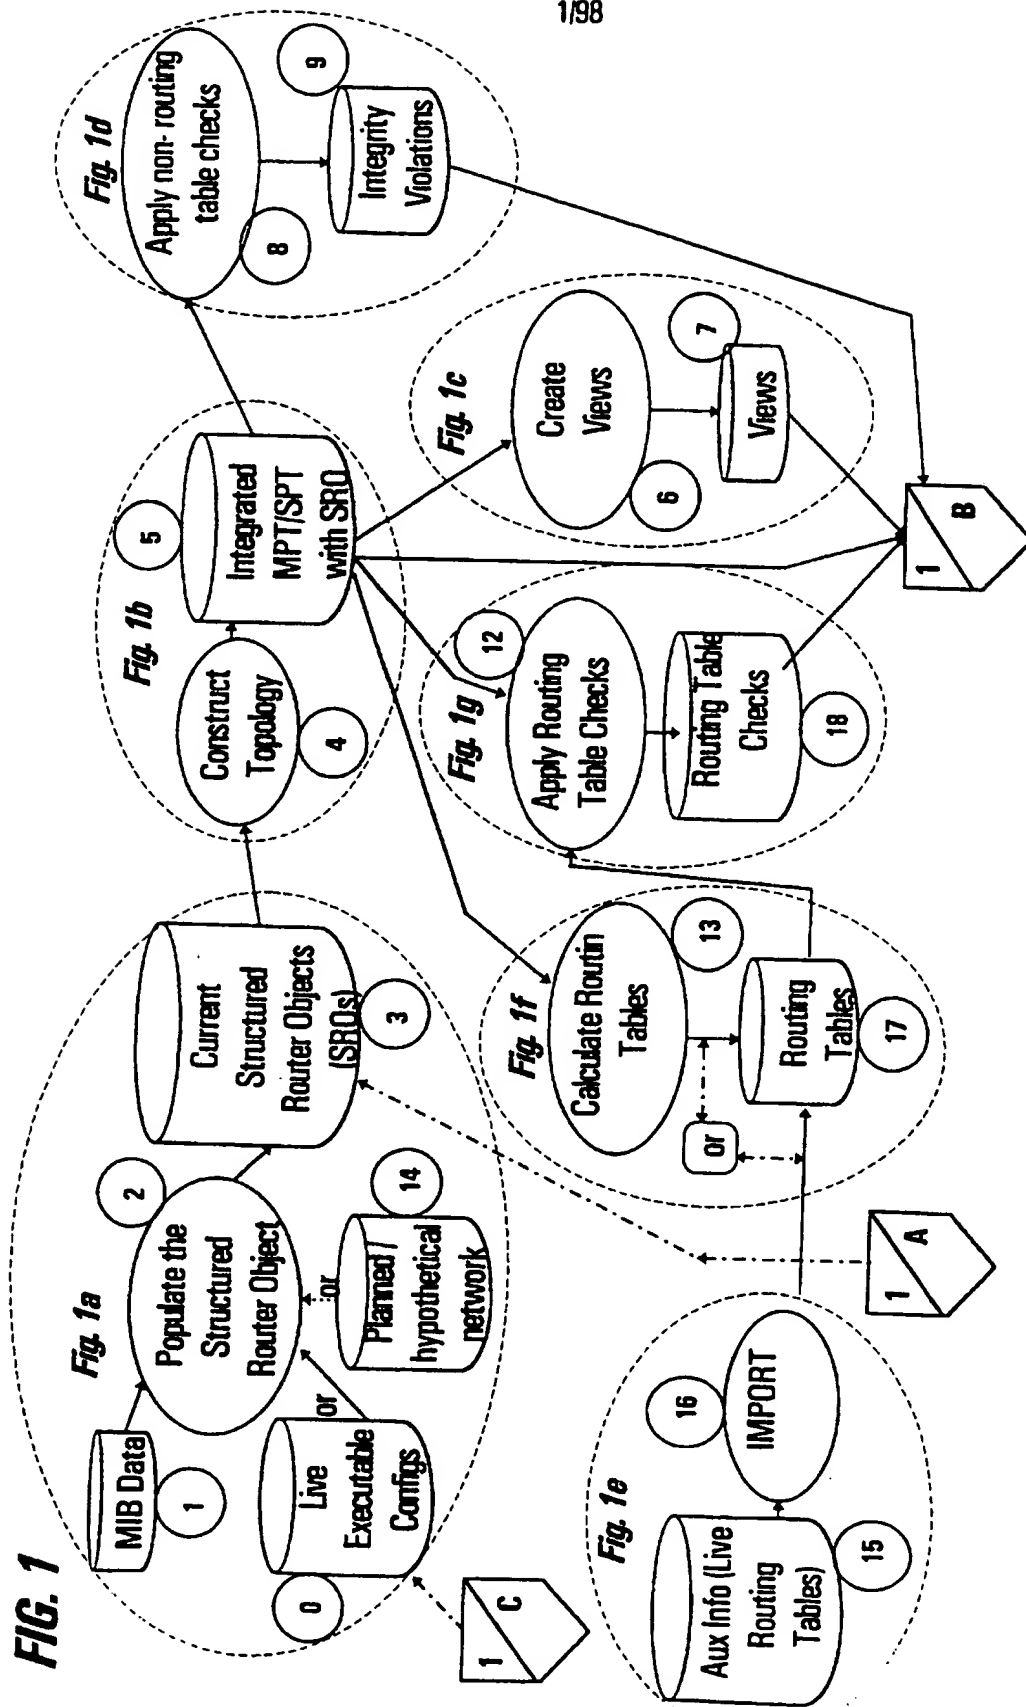 1/98
FIG. 1
Fig. 1a
MIB Data
1
Live
Executable
Configs
0
or
Populate the
Structured
Router Object
2
or
Planned /
hypothetical
network
14
Current
Structured
Router Objects
(SROs)
3
Fig. 1b
Construct
Topology
4
Integrated
MPT/SPT
with SRO
5
Fig. 1d
Apply non-routing
table checks
8
Integrity
Violations
9
Fig. 1c
Create
Views
6
Views
7
Fig. 1g
Apply Routing
Table Checks
12
Routing Table
Checks
18
Fig. 1f
Calculate Routin
Tables
13
or
Routing
Tables
17
Fig. 1e
Aux Info (Live
Routing
Tables)
15
IMPORT
16
1
C
1
A
1
B